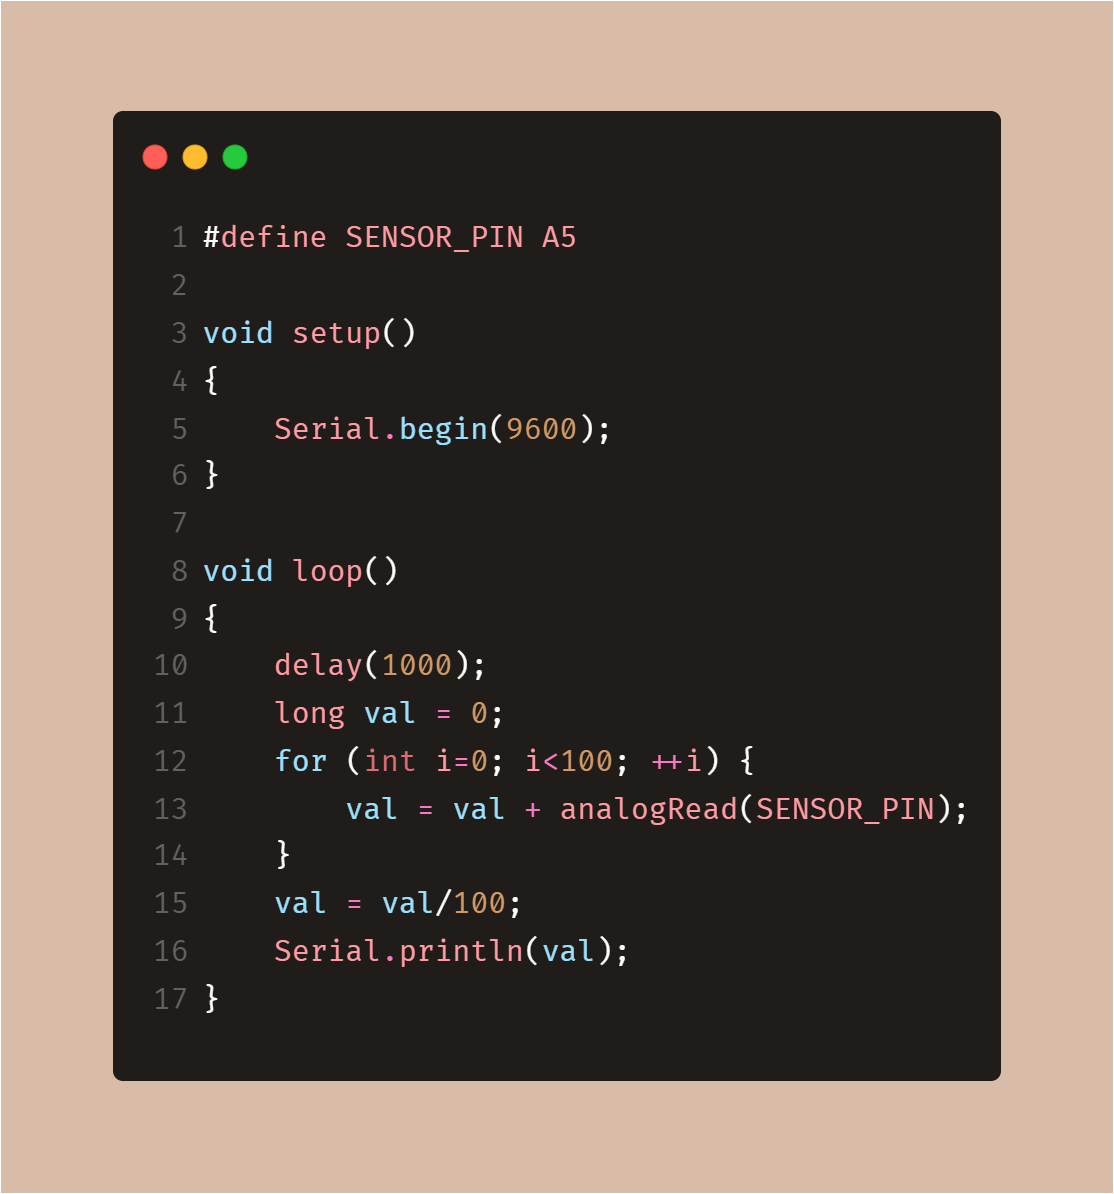 1 #define SENSOR_PIN A5
2
3 void setup()
4 {
5     Serial.begin(9600);
6 }
7
8 void loop()
9 {
10     delay(1000);
11     long val = 0;
12     for (int i=0; i<100; ++i) {
13         val = val + analogRead(SENSOR_PIN);
14     }
15     val = val/100;
16     Serial.println(val);
17 }